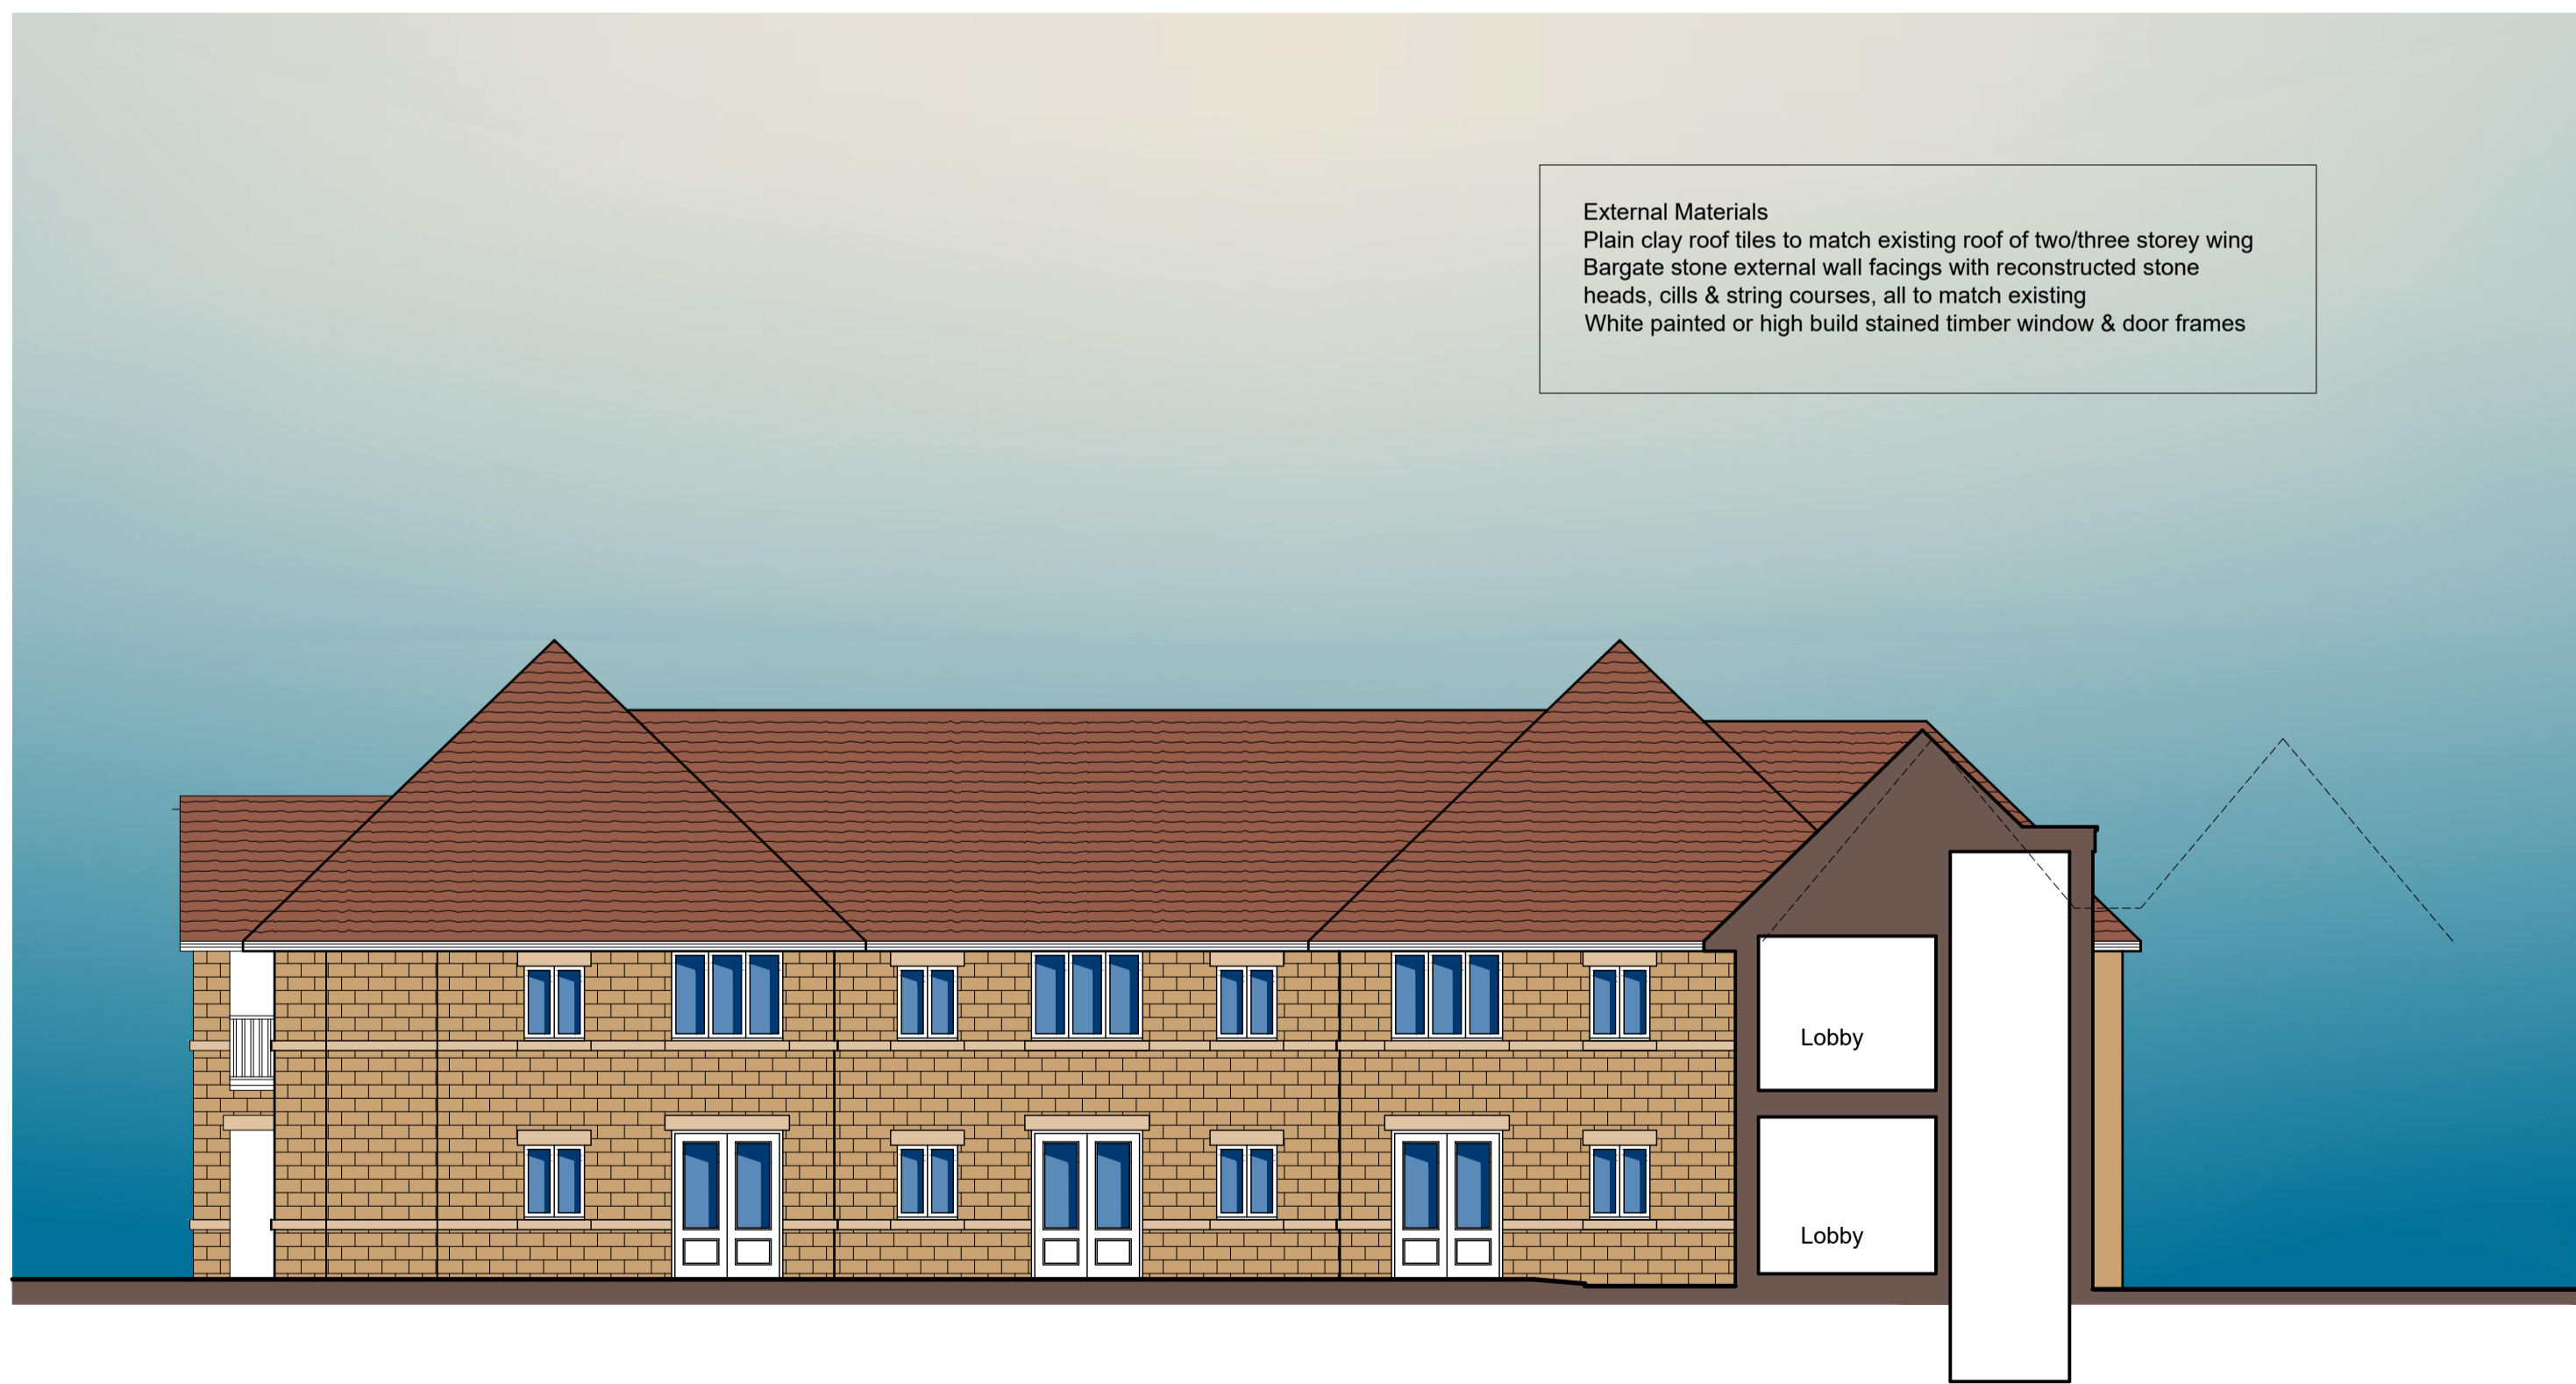 External Materials
Plain clay roof tiles to match existing roof of two/three storey wing
Bargate stone external wall facings with reconstructed stone
heads, cills & string courses, all to match existing
White painted or high build stained timber window & door frames
Lobby
Lobby